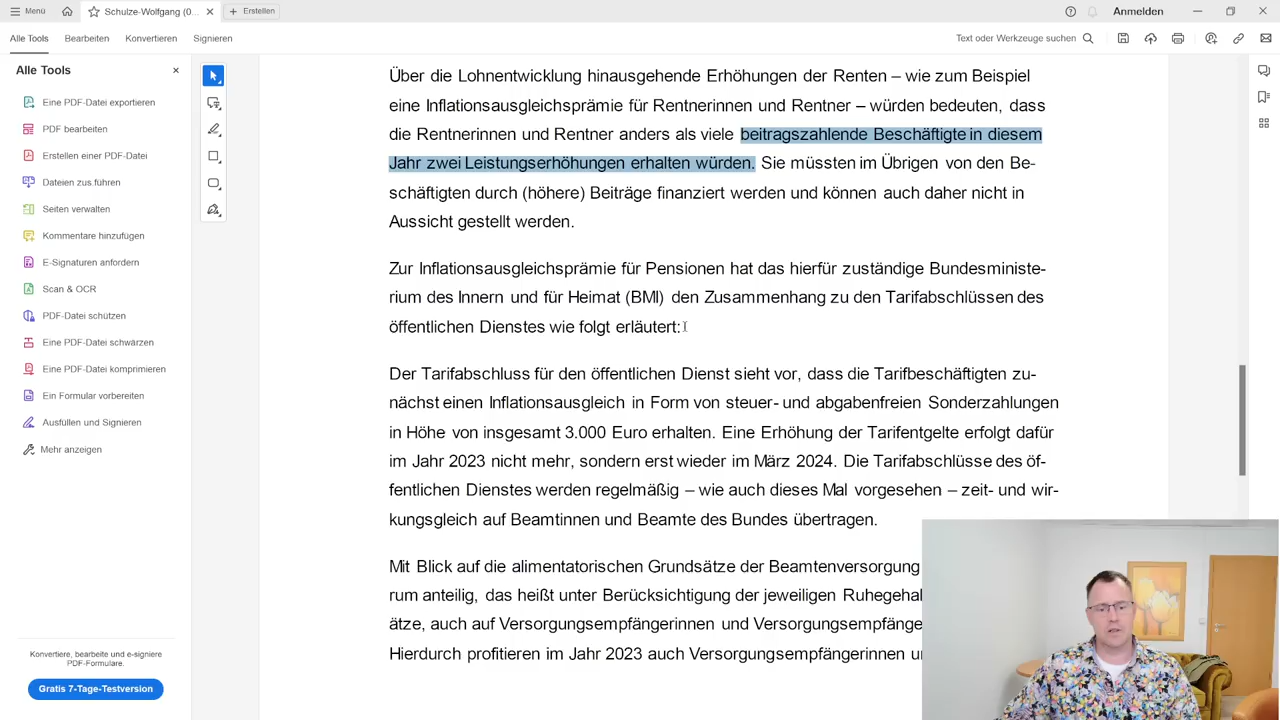 Menü
Schulze-Wolfgang (0...
Erstellen
Anmelden
Alle Tools
Bearbeiten
Konvertieren
Signieren
Text oder Werkzeuge suchen
Alle Tools
Eine PDF-Datei exportieren
PDF bearbeiten
Erstellen einer PDF-Datei
Dateien zus.führen
Seiten verwalten
Kommentare hinzufügen
E-Signaturen anfordern
Scan & OCR
PDF-Datei schützen
Eine PDF-Datei schwärzen
Eine PDF-Datei komprimieren
Ein Formular vorbereiten
Ausfüllen und Signieren
Mehr anzeigen
Konvertiere, bearbeite und e-signiere
PDF-Formulare.
Gratis 7-Tage-Testversion
Über die Lohnentwicklung hinausgehende Erhöhungen der Renten – wie zum Beispiel
eine Inflationsausgleichsprämie für Rentnerinnen und Rentner – würden bedeuten, dass
die Rentnerinnen und Rentner anders als viele beitragszahlende Beschäftigte in diesem
Jahr zwei Leistungserhöhungen erhalten würden. Sie müssten im Übrigen von den Be-
schäftigten durch (höhere) Beiträge finanziert werden und können auch daher nicht in
Aussicht gestellt werden.
Zur Inflationsausgleichsprämie für Pensionen hat das hierfür zuständige Bundesministe-
rium des Innern und für Heimat (BMI) den Zusammenhang zu den Tarifabschlüssen des
öffentlichen Dienstes wie folgt erläutert:
Der Tarifabschluss für den öffentlichen Dienst sieht vor, dass die Tarifbeschäftigten zu-
nächst einen Inflationsausgleich in Form von steuer- und abgabenfreien Sonderzahlungen
in Höhe von insgesamt 3.000 Euro erhalten. Eine Erhöhung der Tarifentgelte erfolgt dafür
im Jahr 2023 nicht mehr, sondern erst wieder im März 2024. Die Tarifabschlüsse des öf-
fentlichen Dienstes werden regelmäßig – wie auch dieses Mal vorgesehen – zeit- und wir-
kungsgleich auf Beamtinnen und Beamte des Bundes übertragen.
Mit Blick auf die alimentatorischen Grundsätze der Beamtenversorgung
rum anteilig, das heißt unter Berücksichtigung der jeweiligen Ruhegehal
ätze, auch auf Versorgungsempfängerinnen und Versorgungsempfänge
Hierdurch profitieren im Jahr 2023 auch Versorgungsempfängerinnen u